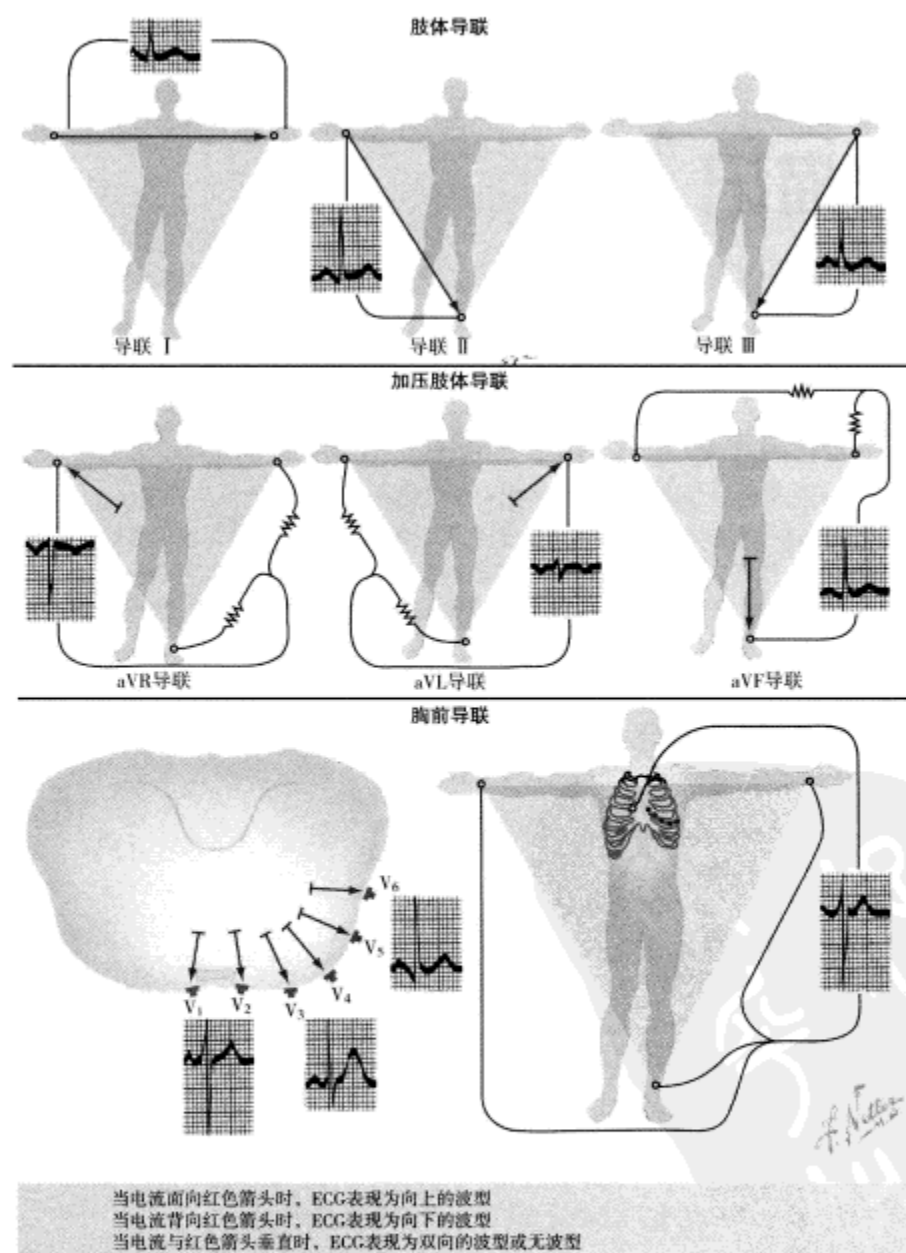 肢体导联
导联 Ⅰ
导联 Ⅱ
导联 Ⅲ
加压肢体导联
aVR导联
aVL导联
aVF导联
胸前导联
V6
V5
V4
V3
V2
V1
当电流面向红色箭头时，ECG表现为向上的波型
当电流背向红色箭头时，ECG表现为向下的波型
当电流与红色箭头垂直时，ECG表现为双向的波型或无波型